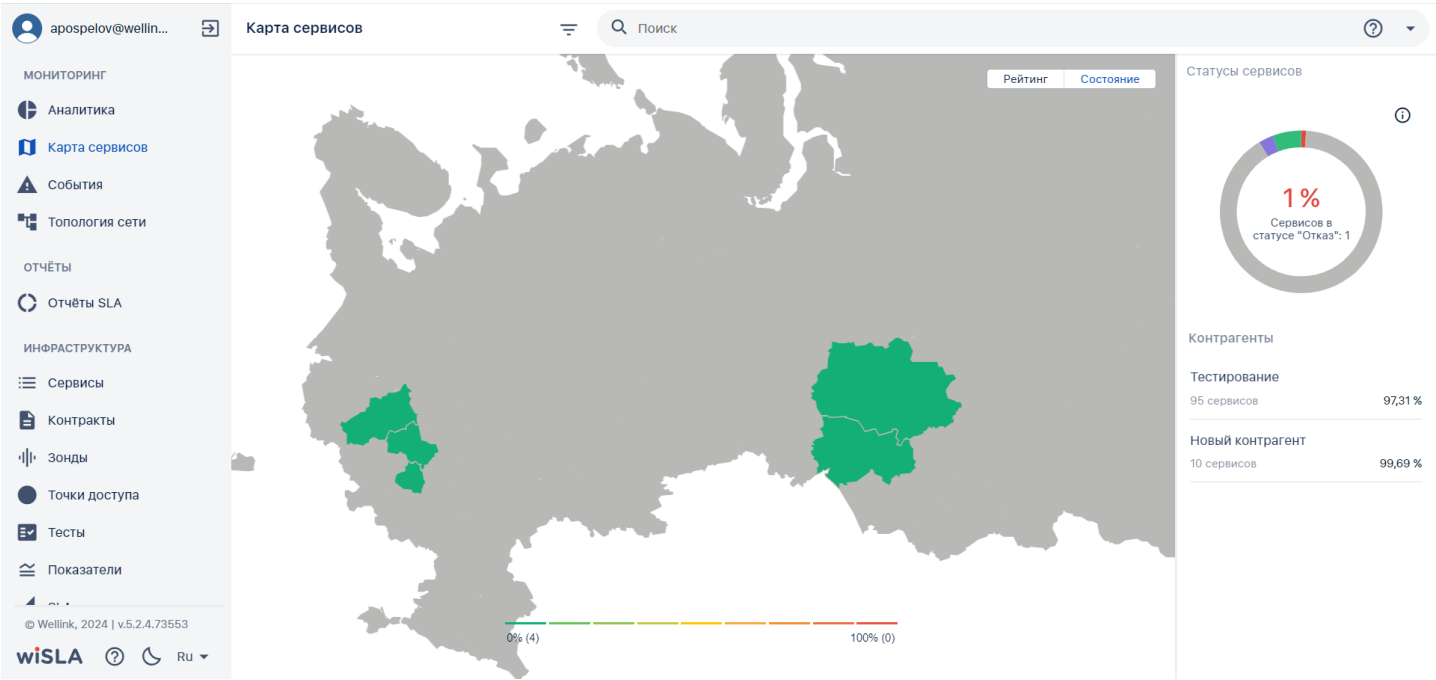 apospelov@wellin...
Карта сервисов
Поиск
МОНИТОРИНГ
Аналитика
Карта сервисов
События
Топология сети
ОТЧЁТЫ
Отчёты SLA
ИНФРАСТРУКТУРА
Сервисы
Контракты
Зонды
Точки доступа
Тесты
Показатели
© Wellink, 2024 | v.5.2.4.73553
wiSLA
Ru
Рейтинг
Состояние
0% (4)
100% (0)
Статусы сервисов
1 %
Сервисов в
статусе "Отказ": 1
Контрагенты
Тестирование
95 сервисов 97,31 %
Новый контрагент
10 сервисов 99,69 %